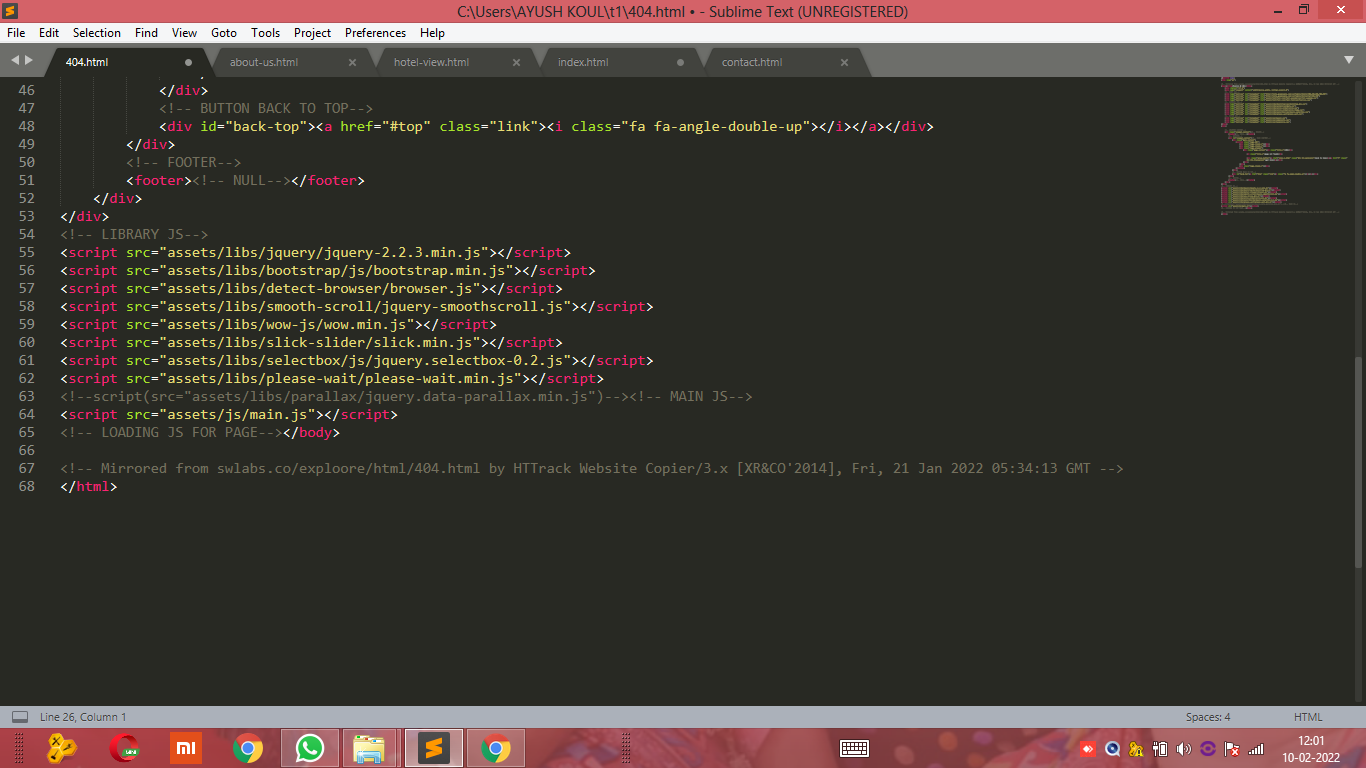 C:\Users\AYUSH KOUL\t1\404.html • - Sublime Text (UNREGISTERED)
File Edit Selection Find View Goto Tools Project Preferences Help
404.html about-us.html hotel-view.html index.html contact.html
46 </div>
47 <!-- BUTTON BACK TO TOP-->
48 <div id="back-top"><a href="#top" class="link"><i class="fa fa-angle-double-up"></i></a></div>
49 </div>
50 <!-- FOOTER-->
51 <footer><!-- NULL--></footer>
52 </div>
53 </div>
54 <!-- LIBRARY JS-->
55 <script src="assets/libs/jquery/jquery-2.2.3.min.js"></script>
56 <script src="assets/libs/bootstrap/js/bootstrap.min.js"></script>
57 <script src="assets/libs/detect-browser/browser.js"></script>
58 <script src="assets/libs/smooth-scroll/jquery-smoothscroll.js"></script>
59 <script src="assets/libs/wow-js/wow.min.js"></script>
60 <script src="assets/libs/slick-slider/slick.min.js"></script>
61 <script src="assets/libs/selectbox/js/jquery.selectbox-0.2.js"></script>
62 <script src="assets/libs/please-wait/please-wait.min.js"></script>
63 <!--script(src="assets/libs/parallax/jquery.data-parallax.min.js")--><!-- MAIN JS-->
64 <script src="assets/js/main.js"></script>
65 <!-- LOADING JS FOR PAGE--></body>
66
67 <!-- Mirrored from swlabs.co/exploore/html/404.html by HTTrack Website Copier/3.x [XR&CO'2014], Fri, 21 Jan 2022 05:34:13 GMT -->
68 </html>
Line 26, Column 1 Spaces: 4 HTML
12:01
10-02-2022